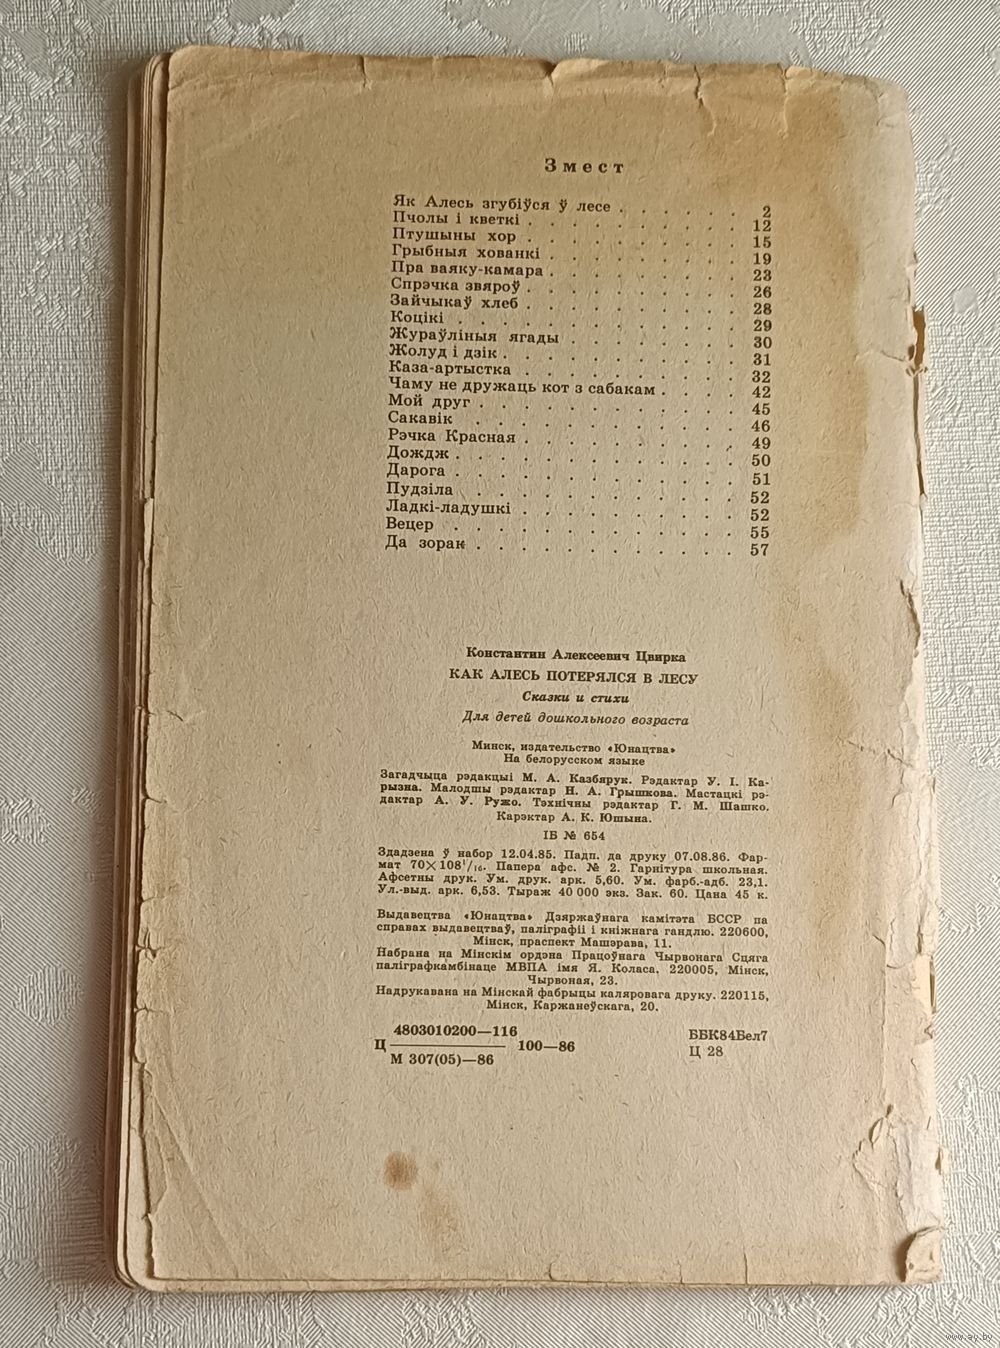 Змест
Як Алесь згубіўся ў лесе . . . . . . 2
Пчолы і кветкі . . . . . . . . . . 12
Птушыны хор . . . . . . . . . . 15
Грыбныя хованкі . . . . . . . . . 19
Пра ваяку-камара . . . . . . . . . 23
Спрэчка звяроў . . . . . . . . . . 26
Зайчыкаў хлеб . . . . . . . . . . 28
Коцікі . . . . . . . . . . . . . 29
Жураўліныя ягады . . . . . . . . 30
Жолуд і дзік . . . . . . . . . . . 31
Каза-артыстка . . . . . . . . . . 32
Чаму не дружаць кот з сабакам . . . . 42
Мой друг . . . . . . . . . . . . 45
Сакавік . . . . . . . . . . . . 46
Рэчка Красная . . . . . . . . . . 49
Дождж . . . . . . . . . . . . . 50
Дарога . . . . . . . . . . . . . 51
Пудзіла . . . . . . . . . . . . 52
Ладкі-ладушкі . . . . . . . . . . 52
Вецер . . . . . . . . . . . . . 55
Да зорак . . . . . . . . . . . . 57
Константин Алексеевич Цвирка
КАК АЛЕСЬ ПОТЕРЯЛСЯ В ЛЕСУ
Сказки и стихи
Для детей дошкольного возраста
Минск, издательство «Юнацтва»
На белорусском языке
Загадчыца рэдакцыі М. А. Казбярук. Рэдактар У. І. Ка-
рызна. Малодшы рэдактар Н. А. Грышкова. Мастацкі рэ-
дактар А. У. Ружо. Тэхнічны рэдактар Г. М. Шашко.
Карэктар А. К. Юшына.
ІБ № 654
Здадзена ў набор 12.04.85. Падп. да друку 07.08.86. Фар-
мат 70×108¹/₁₆. Папера афс. № 2. Гарнітура школьная.
Афсетны друк. Ум. друк. арк. 5,60. Ум. фарб.-адб. 23,1.
Ул.-выд. арк. 6,53. Тыраж 40 000 экз. Зак. 60. Цана 45 к.
Выдавецтва «Юнацтва» Дзяржаўнага камітэта БССР па
справах выдавецтваў, паліграфіі і кніжнага гандлю. 220600,
Мінск, праспект Машэрава, 11.
Набрана на Мінскім ордэна Працоўнага Чырвонага Сцяга
паліграфкамбінаце МВПА імя Я. Коласа, 220005, Мінск,
Чырвоная, 23.
Надрукавана на Мінскай фабрыцы каляровага друку. 220115,
Мінск, Каржанеўскага, 20.
4803010200—116
Ц ———— 100—86
М 307(05)—86
ББК84Бел7
Ц 28
www.ay.by